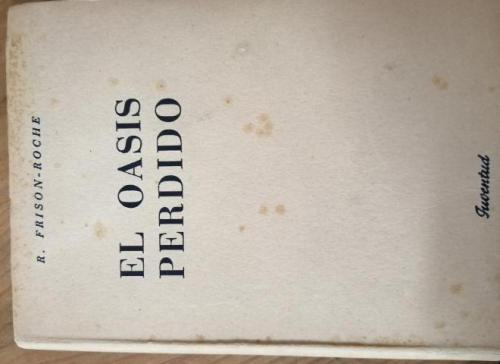 R. FRISON-ROCHE
EL OASIS
PERDIDO
Juventud